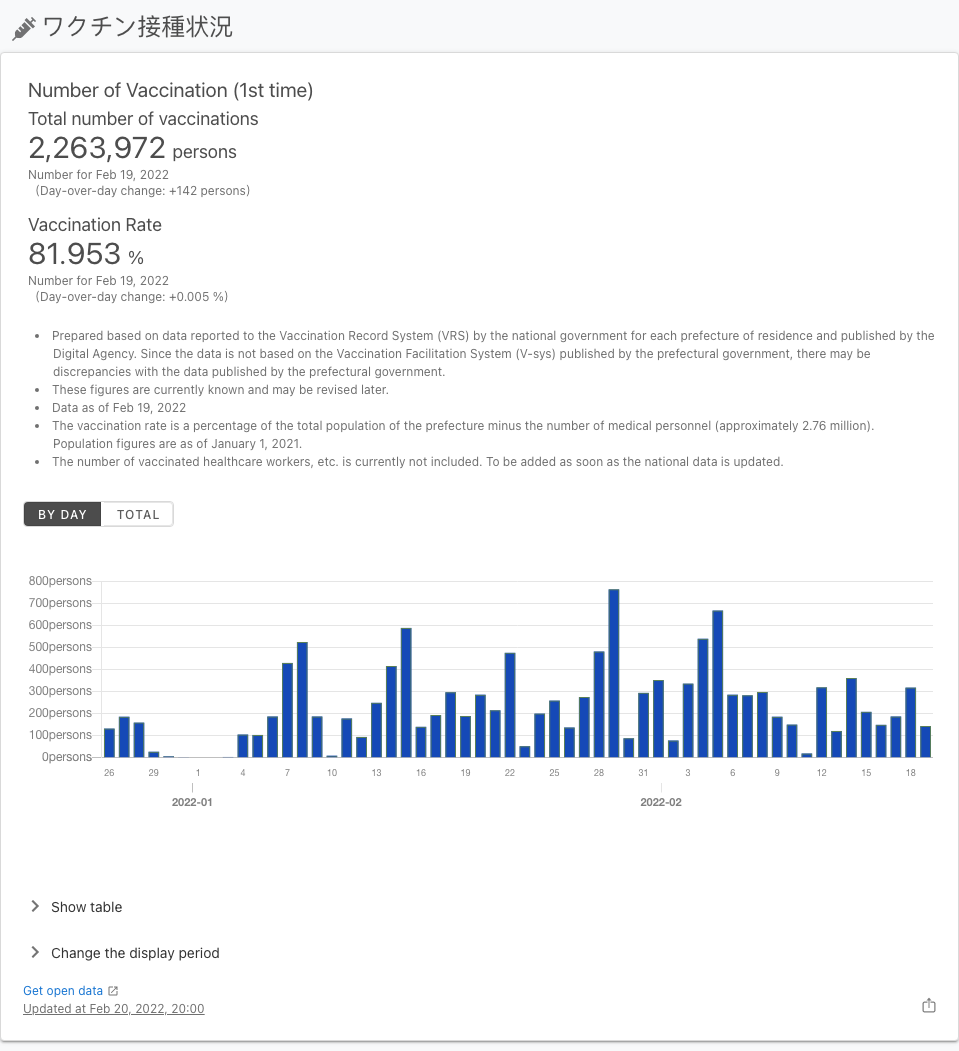 ワクチン接種状況
Number of Vaccination (1st time)
Total number of vaccinations
2,263,972 persons
Number for Feb 19, 2022
(Day-over-day change: +142 persons)
Vaccination Rate
81.953 %
Number for Feb 19, 2022
(Day-over-day change: +0.005 %)
• Prepared based on data reported to the Vaccination Record System (VRS) by the national government for each prefecture of residence and published by the
Digital Agency. Since the data is not based on the Vaccination Facilitation System (V-sys) published by the prefectural government, there may be
discrepancies with the data published by the prefectural government.
• These figures are currently known and may be revised later.
• Data as of Feb 19, 2022
• The vaccination rate is a percentage of the total population of the prefecture minus the number of medical personnel (approximately 2.76 million).
Population figures are as of January 1, 2021.
• The number of vaccinated healthcare workers, etc. is currently not included. To be added as soon as the national data is updated.
BY DAY TOTAL
800persons
700persons
600persons
500persons
400persons
300persons
200persons
100persons
0persons
26 29 1 4 7 10 13 16 19 22 25 28 31 3 6 9 12 15 18
2022-01 2022-02
Show table
Change the display period
Get open data
Updated at Feb 20, 2022, 20:00